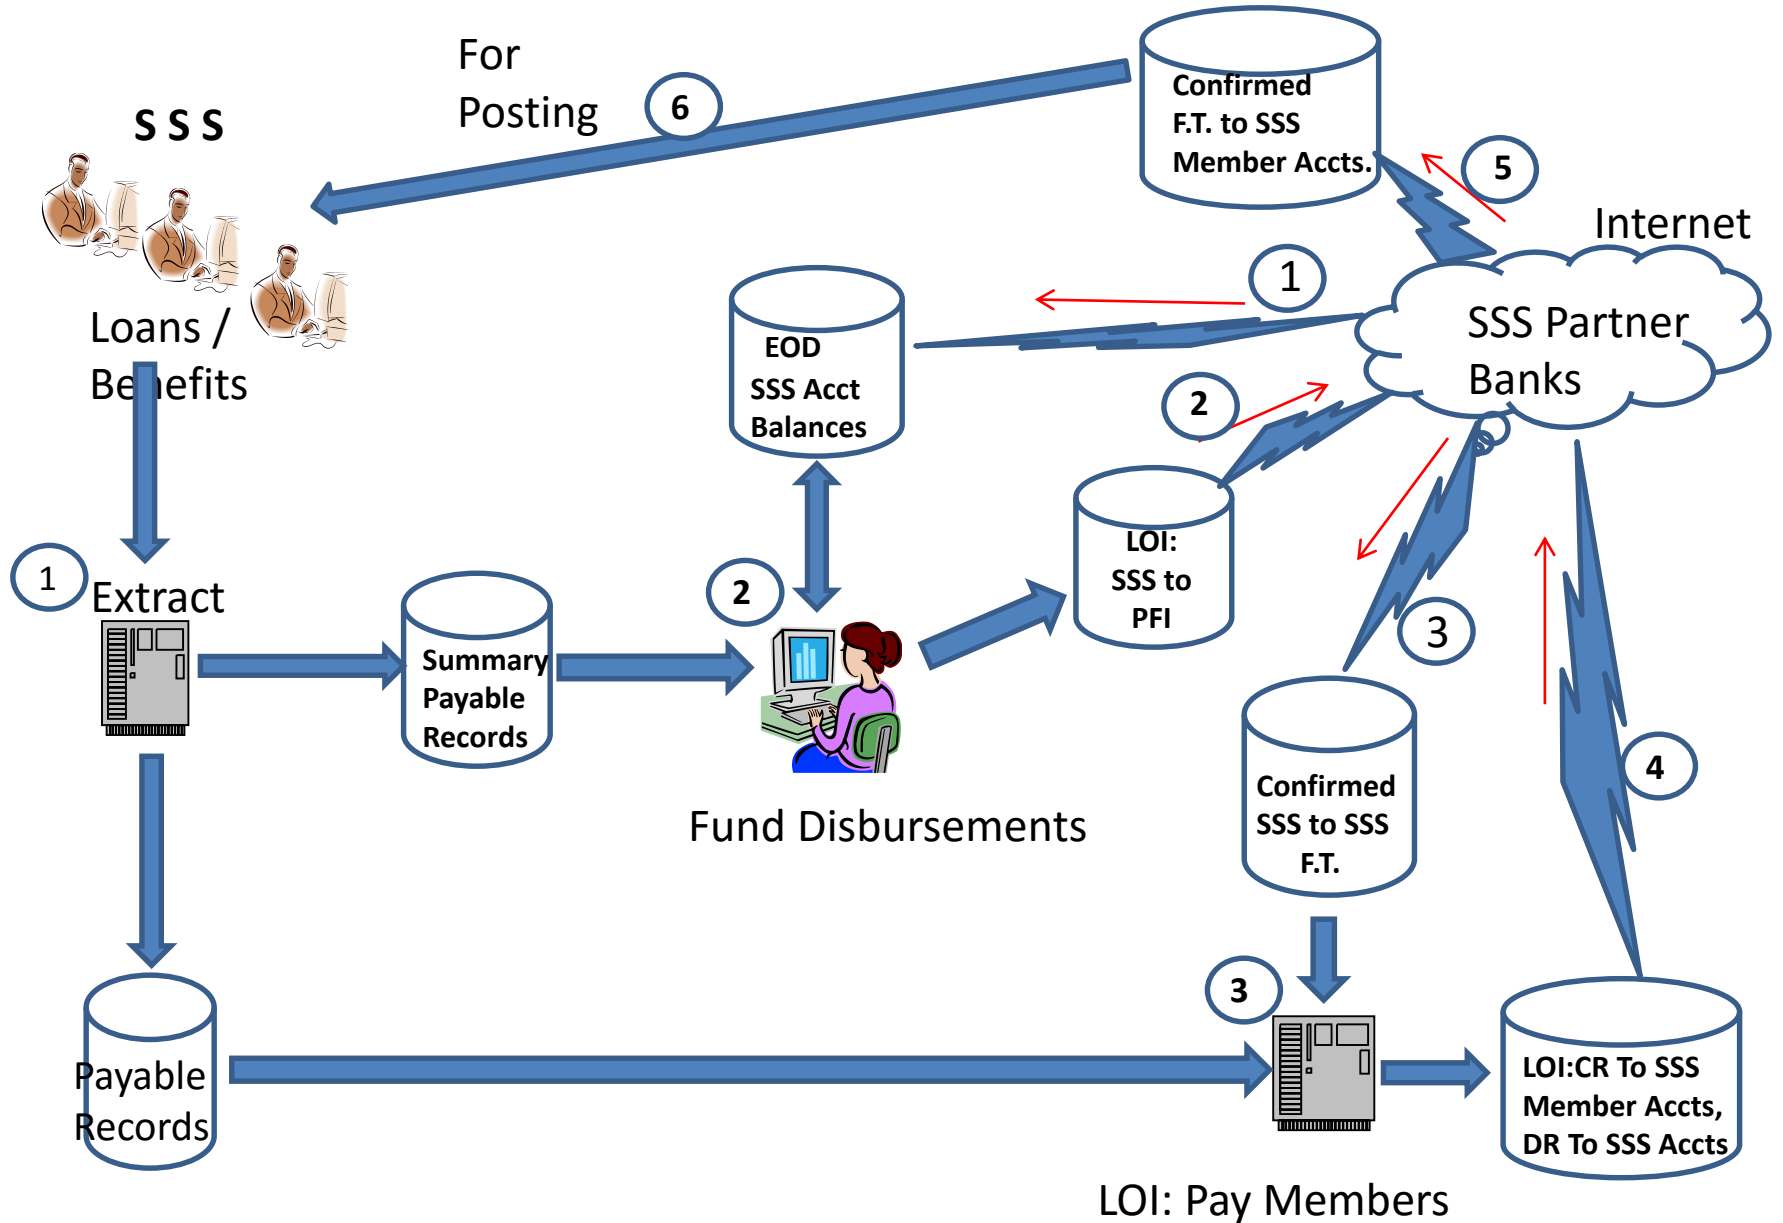 For
Posting
6
S S S
Loans /
Benefits
Confirmed
F.T. to SSS
Member Accts.
5
Internet
1
SSS Partner
Banks
EOD
SSS Acct
Balances
2
1
Extract
Summary
Payable
Records
2
Fund Disbursements
LOI:
SSS to
PFI
3
Confirmed
SSS to SSS
F.T.
4
Payable
Records
3
LOI:CR To SSS
Member Accts,
DR To SSS Accts
LOI: Pay Members